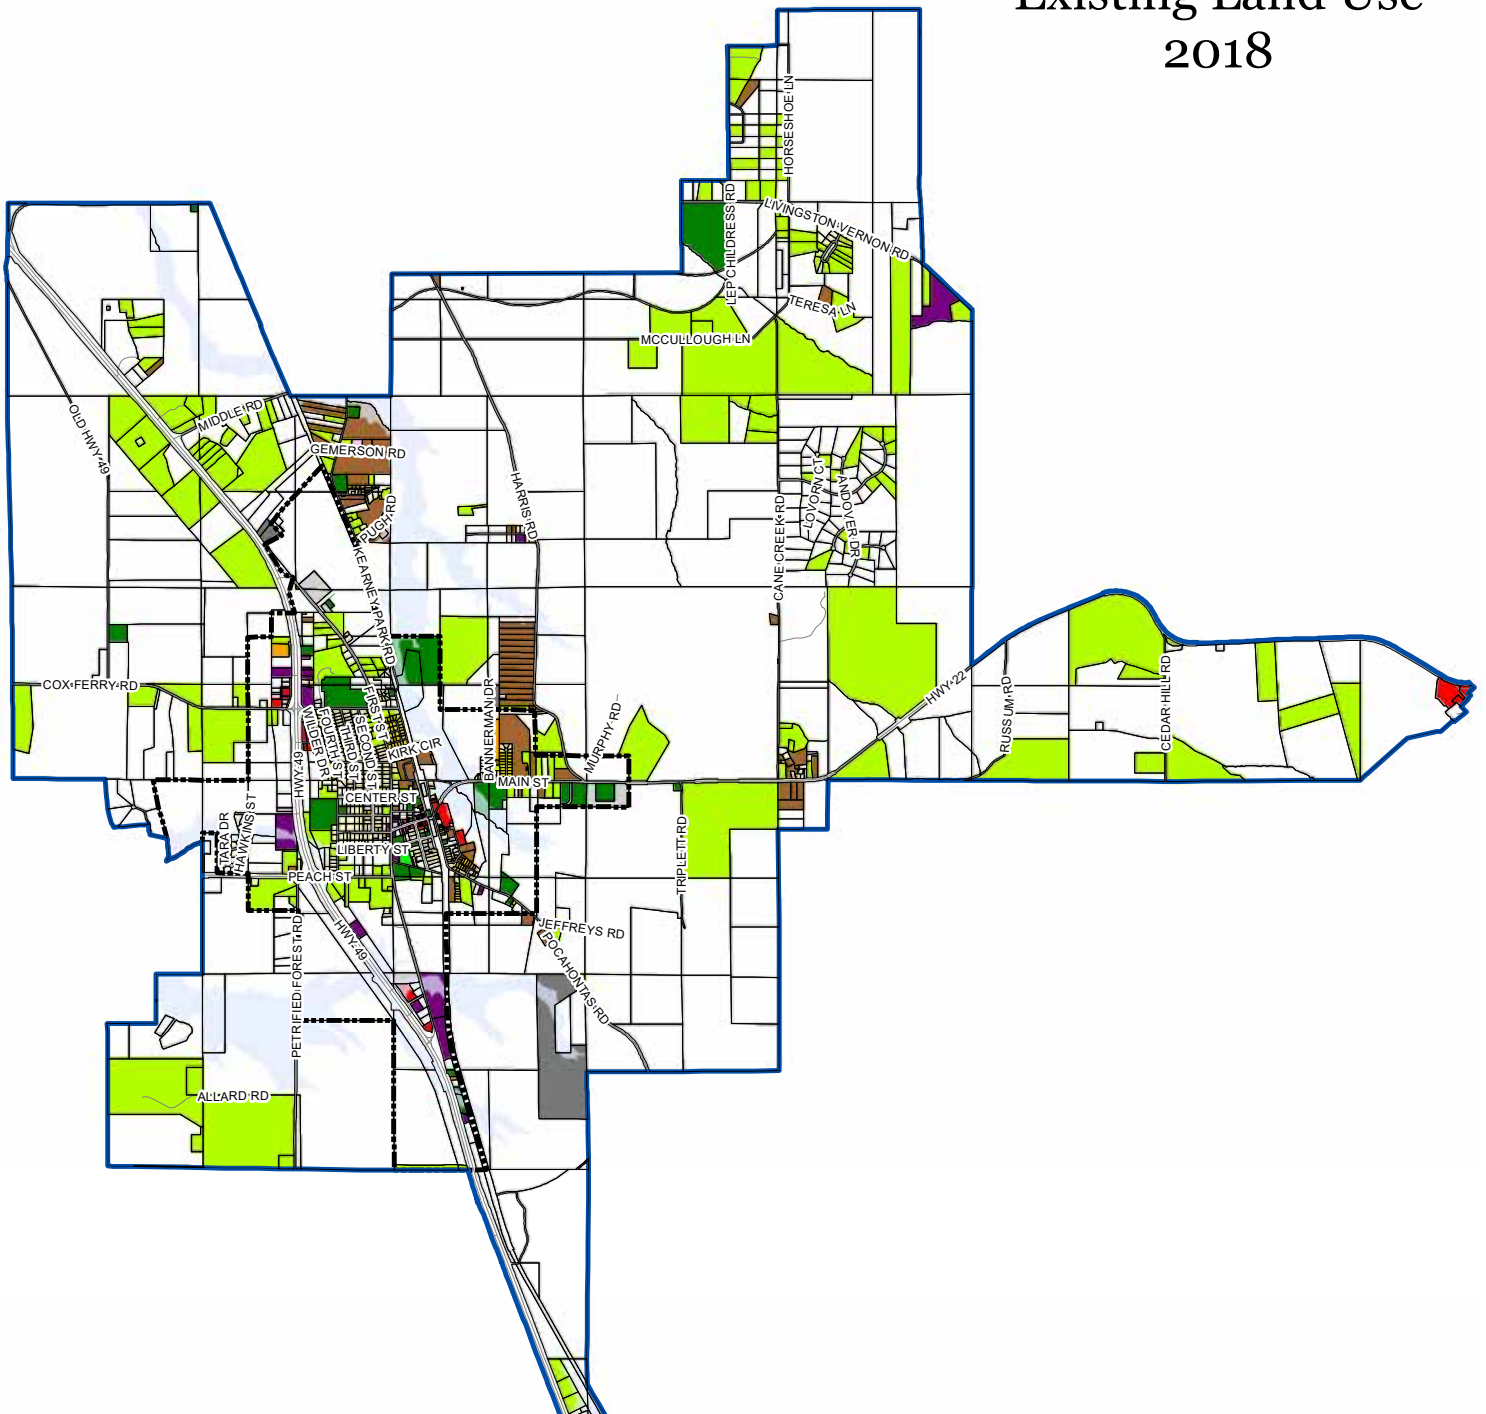 Existing Land Use
2018
HORSESHOE LN
LEP CHILDRESS RD
LIVINGSTON VERNON RD
TERESA LN
MCCULLOUGH LN
OLD HWY 49
MIDDLE RD
GEMERSON RD
PUGH RD
HARRIS RD
KEARNEY PARK RD
CANE CREEK RD
LOVORN CT
ANDOVER DR
COX FERRY RD
HWY 49
WILDER DR
FOURTH ST
THIRD ST
SECOND ST
FIRST ST
KIRK CIR
BANNERMAN DR
MURPHY RD
MAIN ST
CENTER ST
HWY 22
RUSSUM RD
CEDAR HILL RD
TARA DR
HAWKINS ST
LIBERTY ST
PEACH ST
TRIPLETT RD
JEFFREYS RD
POCAHONTAS RD
HWY 49
PETRIFIED FOREST RD
ALLARD RD